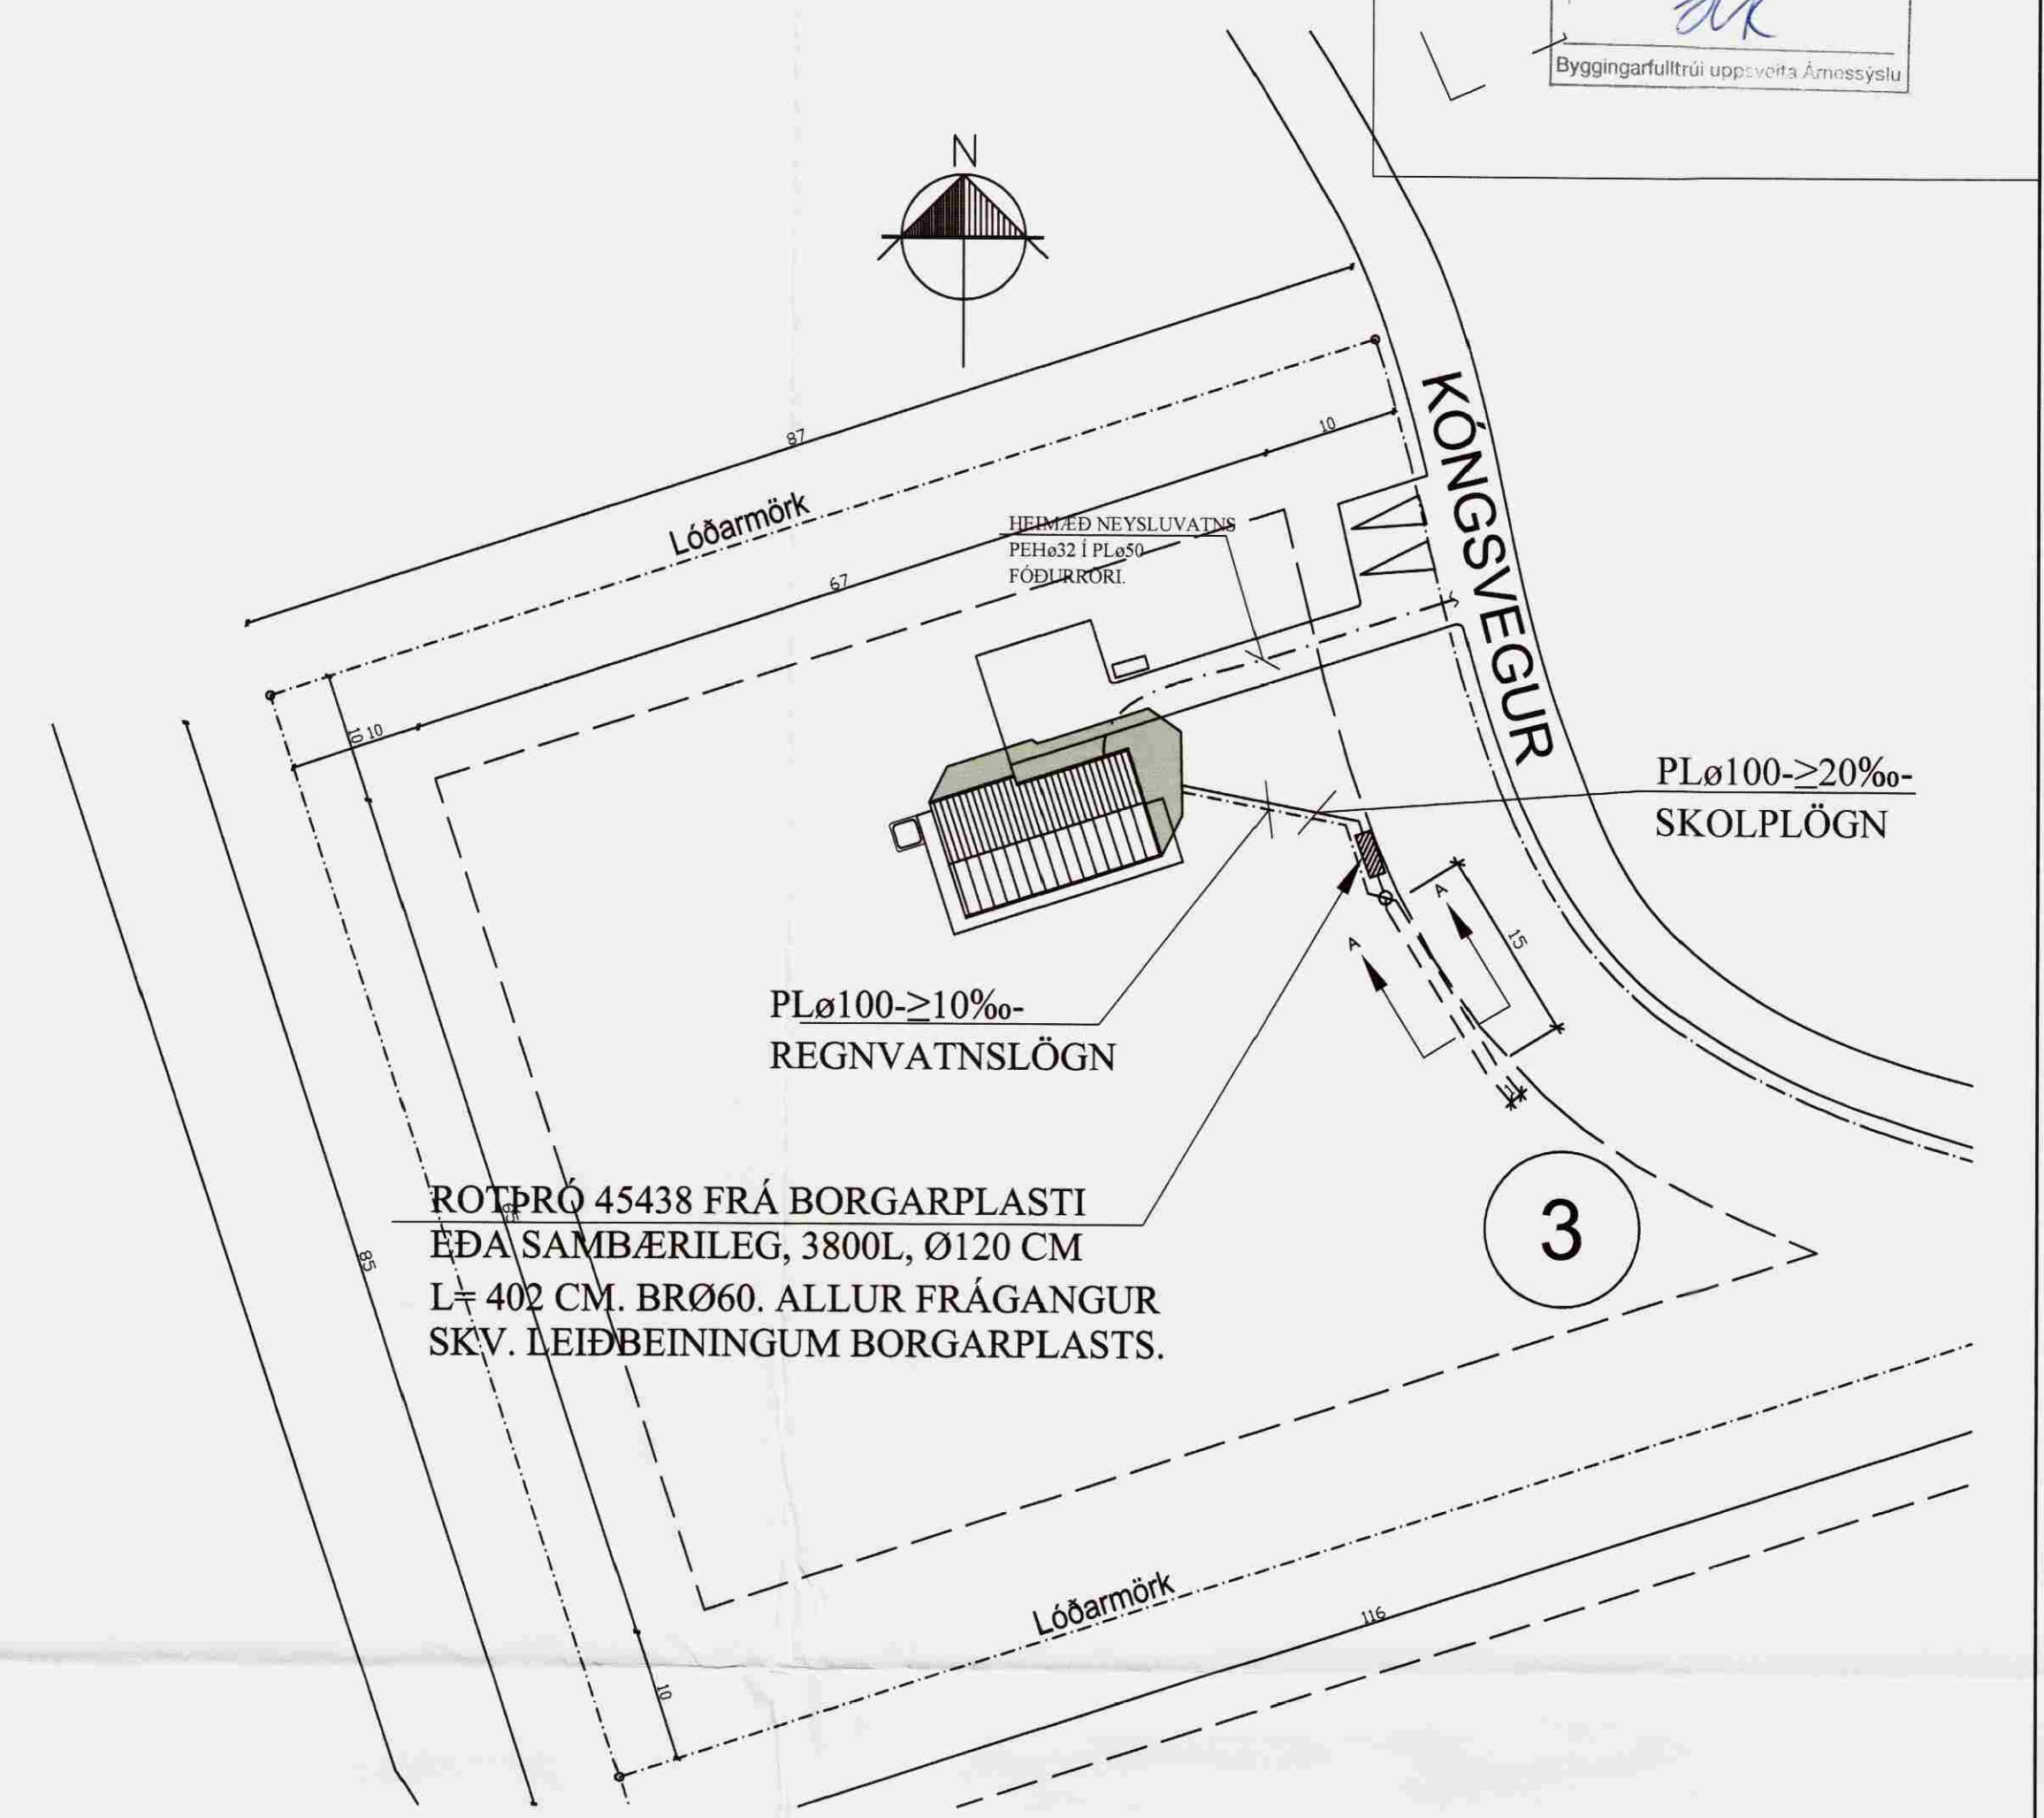 Byggingarfulltrúi uppsveita Árnessýslu
N
87
10
Lóðarmörk
67
HEIMÆÐ NEYSLUVATNS
PEHø32 Í PLø50
FÓÐURRÖRI.
KÓNGSVEGUR
10
10
PLø100-≥20‰-
SKOLPLÖGN
A
A
15
PLø100-≥10‰-
REGNVATNSLÖGN
ROTÞRÓ 45438 FRÁ BORGARPLASTI
EÐA SAMBÆRILEG, 3800L, Ø120 CM
L= 402 CM. BRØ60. ALLUR FRÁGANGUR
SKV. LEIÐBEININGUM BORGARPLASTS.
65
85
3
Lóðarmörk
116
10